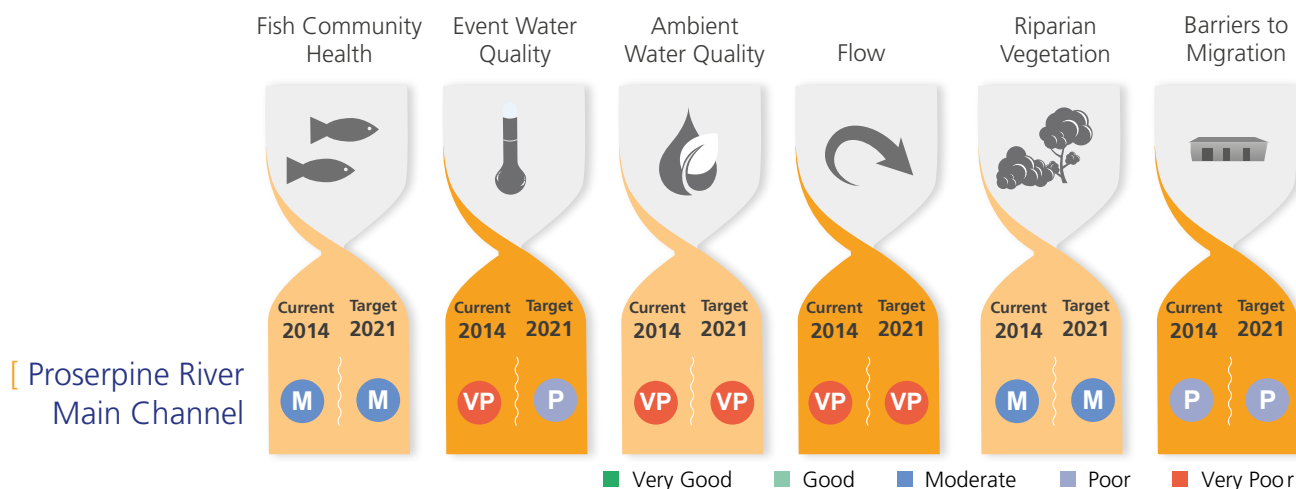 Fish Community
Health
Event Water
Quality
Ambient
Water Quality
Flow
Riparian
Vegetation
Barriers to
Migration
Current Target
2014 2021
Current Target
2014 2021
Current Target
2014 2021
Current Target
2014 2021
Current Target
2014 2021
Current Target
2014 2021
[ Proserpine River
Main Channel
M M
VP P
VP VP
VP VP
M M
P P
Very Good Good Moderate Poor Very Poor